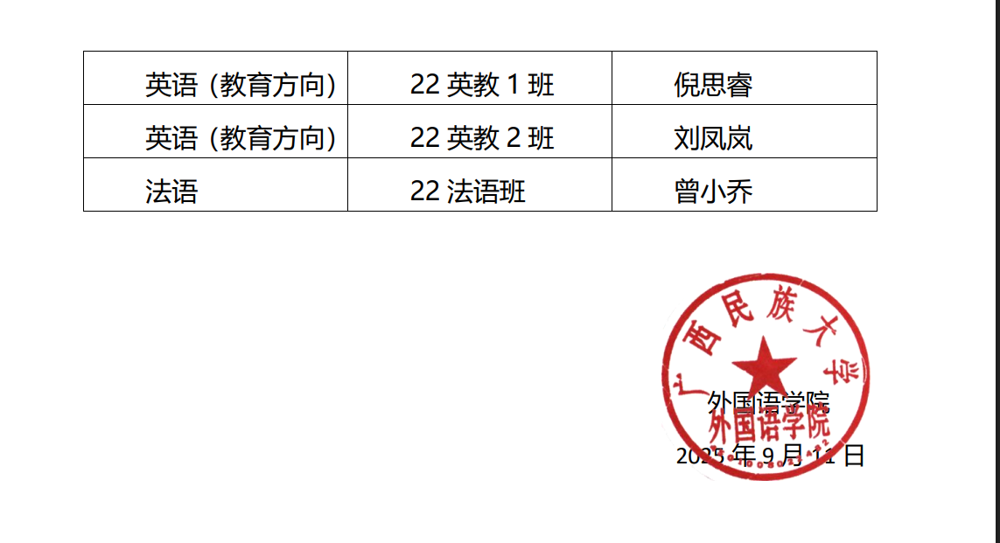 英语（教育方向） 22 英教 1 班 倪思睿
英语（教育方向） 22 英教 2 班 刘凤岚
法语 22 法语班 曾小乔
广西民族大学
外国语学院
外国语学院
2025 年 9 月 11 日